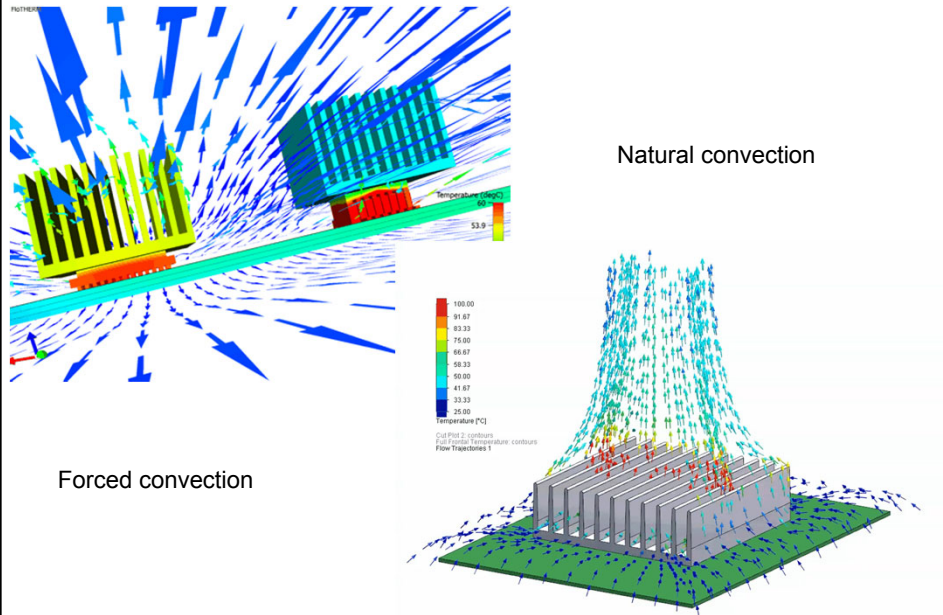 FloTHER
Natural convection
Temperature (degC)
60
53.9
100.00
91.67
83.33
75.00
66.67
58.33
50.00
41.67
33.33
25.00
Temperature [°C]
Cut Plot 2: contours
Full Frontal Temperature: contours
Flow Trajectories 1
Forced convection